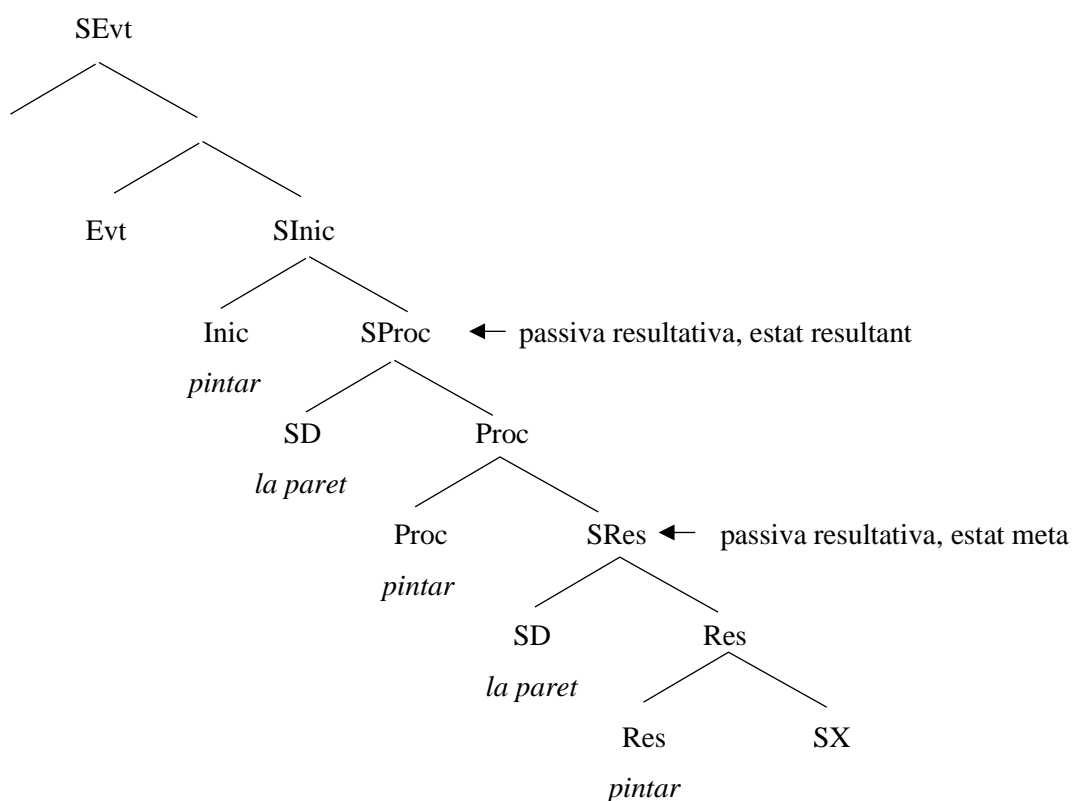 SEvt
Evt SInic
Inic SProc passiva resultativa, estat resultant
pintar
SD Proc
la paret
Proc SRes passiva resultativa, estat meta
pintar
SD Res
la paret
Res SX
pintar